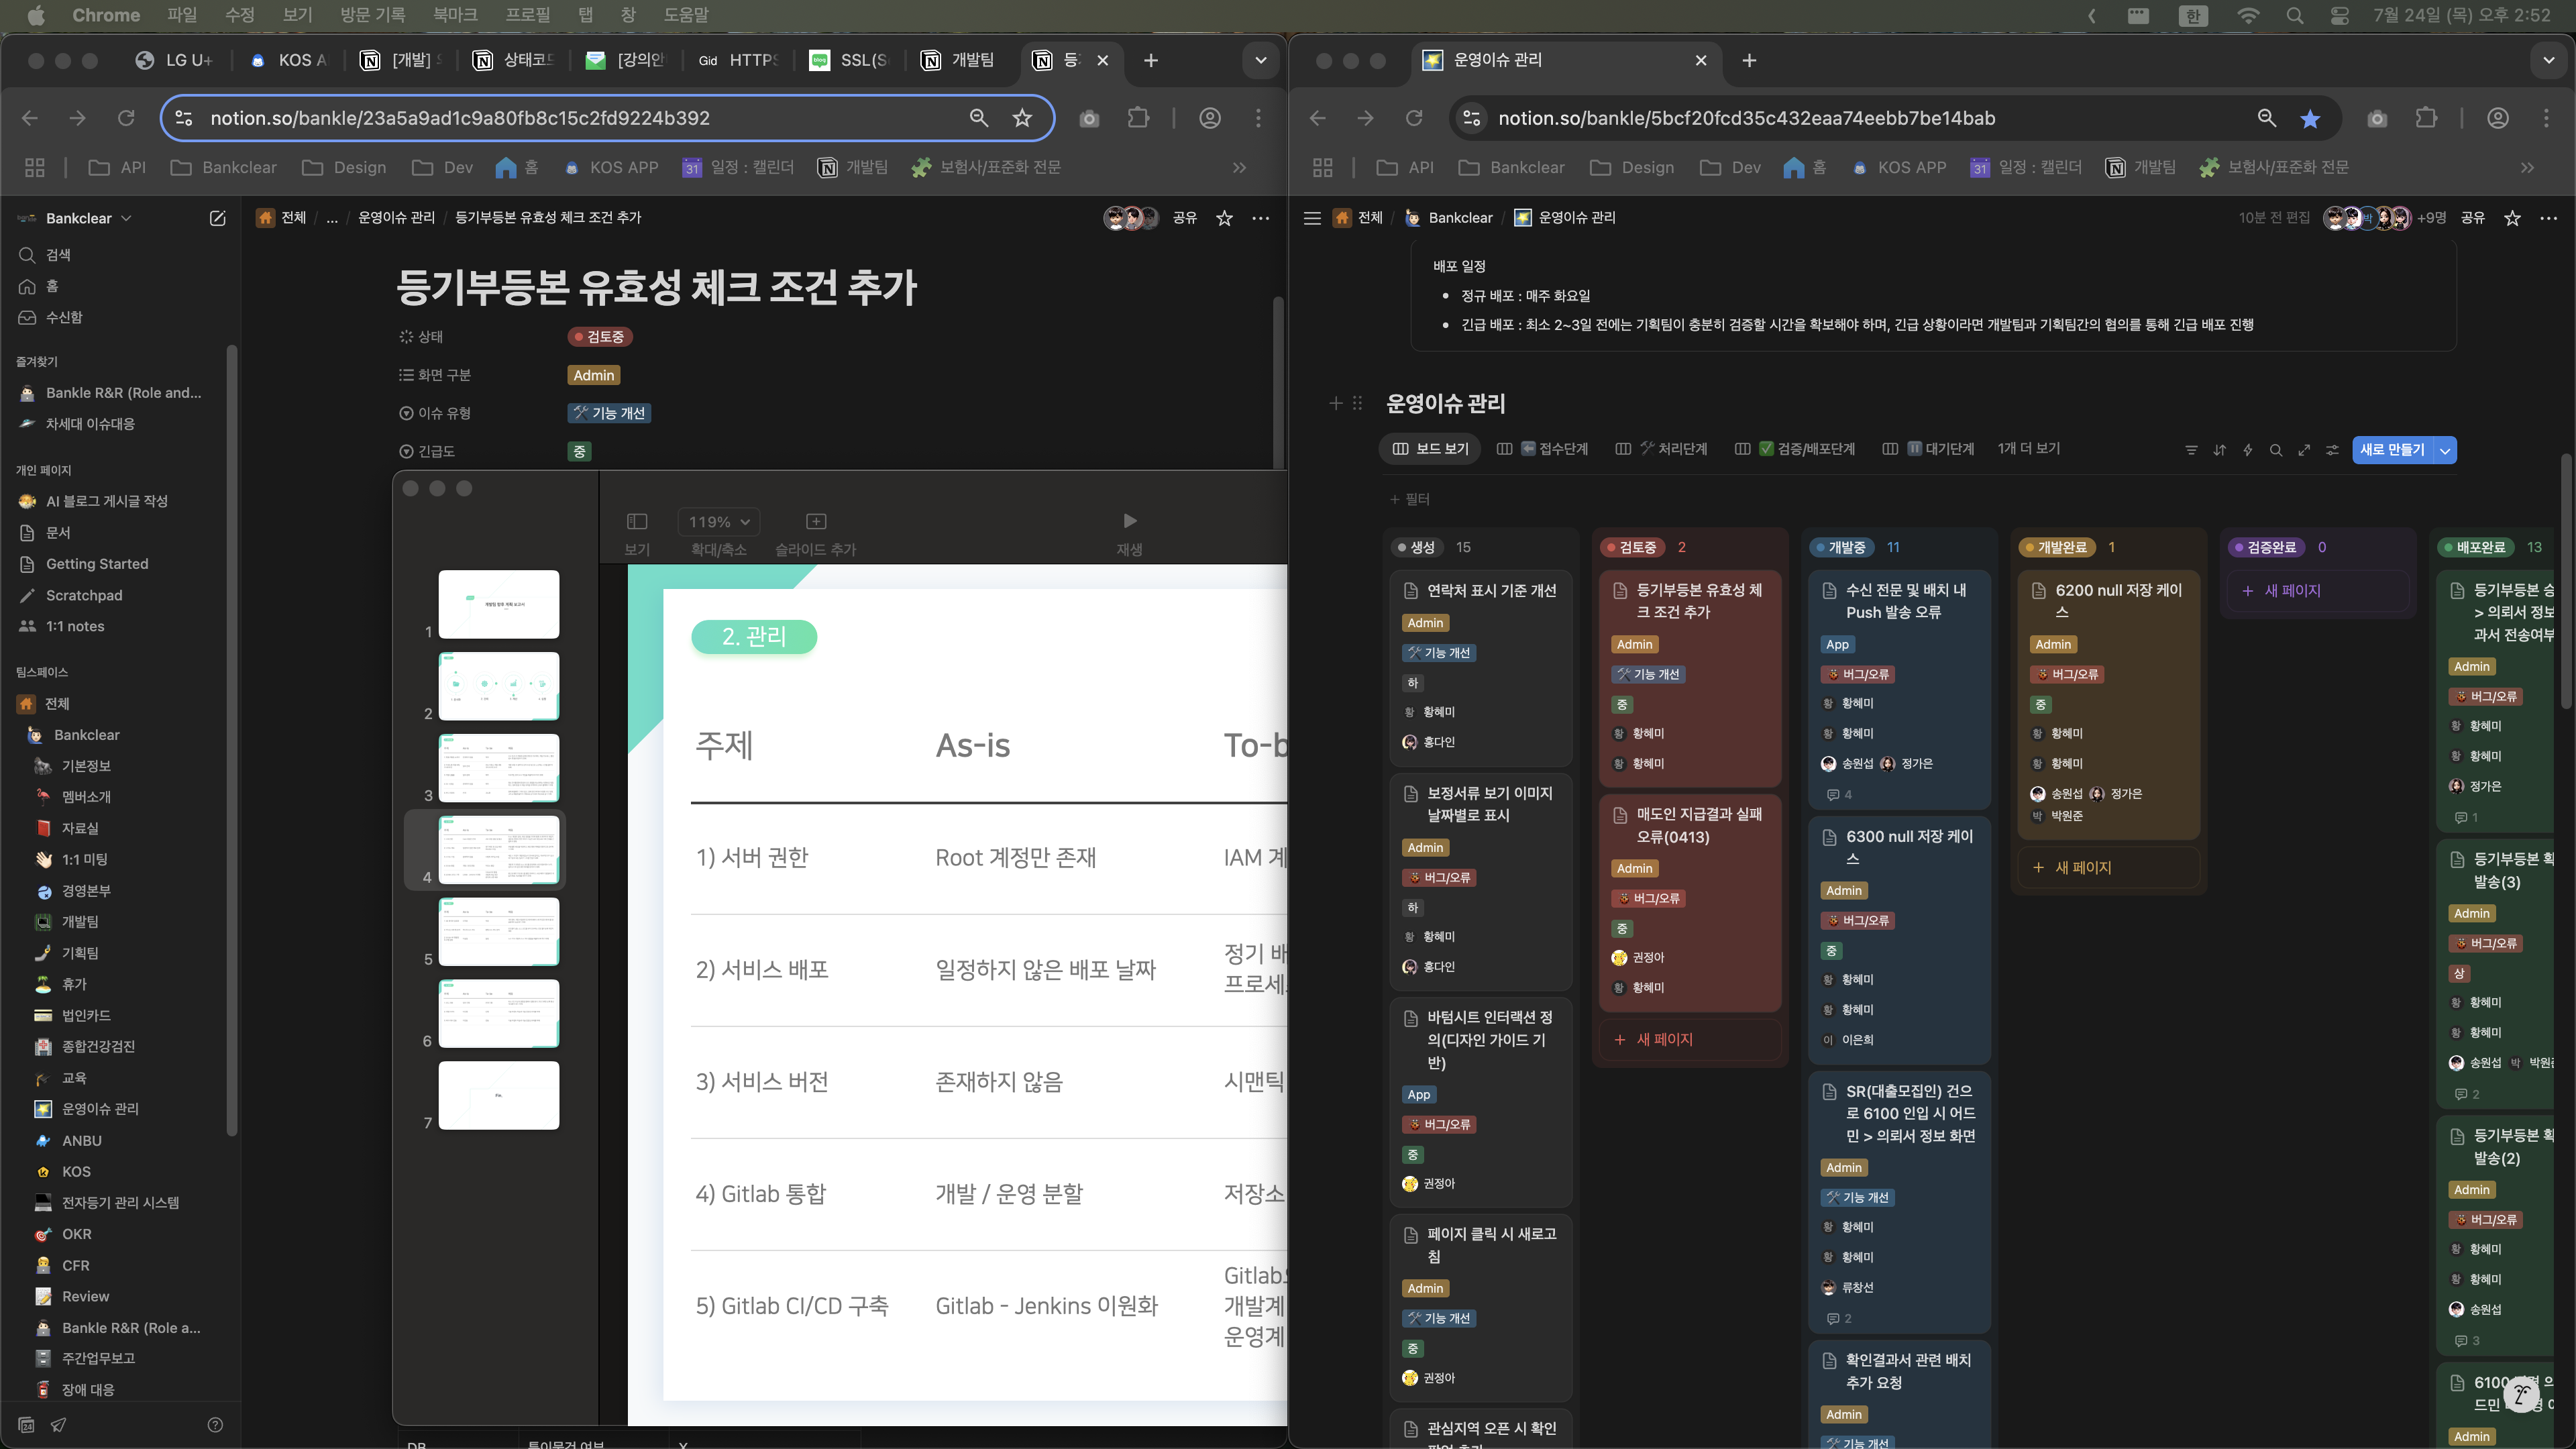 Chrome 파일 수정 보기 방문 기록 북마크 프로필 탭 창 도움말
한 7월 24일 (목) 오후 2:52
LG U+
KOS A
[개발]
상태코드
[강의안
Gid HTTPS
SSL(S
개발팀
등
notion.so/bankle/23a5a9ad1c9a80fb8c15c2fd9224b392
API Bankclear Design Dev 홈 KOS APP 31 일정 : 캘린더 개발팀 보험사/표준화 전문
Bankclear
검색
홈
수신함
즐겨찾기
Bankle R&R (Role and...
차세대 이슈대응
개인 페이지
AI 블로그 게시글 작성
문서
Getting Started
Scratchpad
1:1 notes
팀스페이스
전체
Bankclear
기본정보
멤버소개
자료실
1:1 미팅
경영본부
개발팀
기획팀
휴가
법인카드
종합건강검진
교육
운영이슈 관리
ANBU
KOS
전자등기 관리 시스템
OKR
CFR
Review
Bankle R&R (Role a...
주간업무보고
장애 대응
전체 / ... / 운영이슈 관리 / 등기부등본 유효성 체크 조건 추가
공유
등기부등본 유효성 체크 조건 추가
상태 검토중
화면 구분 Admin
이슈 유형 기능 개선
긴급도 중
119%
보기 확대/축소 슬라이드 추가 재생
1
2
3
4
5
6
7
2. 관리
주제 As-is To-b
1) 서버 권한 Root 계정만 존재 IAM 계
2) 서비스 배포 일정하지 않은 배포 날짜 정기 배
프로세
3) 서비스 버전 존재하지 않음 시맨틱
4) Gitlab 통합 개발 / 운영 분할 저장소
5) Gitlab CI/CD 구축 Gitlab - Jenkins 이원화 Gitlab
개발계
운영계
DB 특이물건 여부 X
운영이슈 관리
notion.so/bankle/5bcf20fcd35c432eaa74eebb7be14bab
API Bankclear Design Dev 홈 KOS APP 31 일정 : 캘린더 개발팀 보험사/표준화 전문
전체 / Bankclear / 운영이슈 관리
10분 전 편집 박 +9명 공유
배포 일정
• 정규 배포 : 매주 화요일
• 긴급 배포 : 최소 2~3일 전에는 기획팀이 충분히 검증할 시간을 확보해야 하며, 긴급 상황이라면 개발팀과 기획팀간의 협의를 통해 긴급 배포 진행
운영이슈 관리
보드 보기 접수단계 처리단계 검증/배포단계 대기단계 1개 더 보기
새로 만들기
+ 필터
생성 15
연락처 표시 기준 개선
Admin
기능 개선
하
황 황혜미
홍다인
보정서류 보기 이미지
날짜별로 표시
Admin
버그/오류
하
황 황혜미
홍다인
바텀시트 인터랙션 정
의(디자인 가이드 기
반)
App
버그/오류
중
권정아
페이지 클릭 시 새로고
침
Admin
기능 개선
중
권정아
관심지역 오픈 시 확인
검토중 2
등기부등본 유효성 체
크 조건 추가
Admin
기능 개선
중
황 황혜미
황 황혜미
매도인 지급결과 실패
오류(0413)
Admin
버그/오류
중
권정아
황 황혜미
+ 새 페이지
개발중 11
수신 전문 및 배치 내
Push 발송 오류
App
버그/오류
황 황혜미
황 황혜미
송원섭 정가은
4
6300 null 저장 케이
스
Admin
버그/오류
중
황 황혜미
황 황혜미
이 이은희
SR(대출모집인) 건으
로 6100 인입 시 어드
민 > 의뢰서 정보 화면
Admin
기능 개선
황 황혜미
황 황혜미
류창선
2
확인결과서 관련 배치
추가 요청
Admin
기능 개선
개발완료 1
6200 null 저장 케이
스
Admin
버그/오류
중
황 황혜미
황 황혜미
송원섭 정가은
박 박원준
+ 새 페이지
검증완료 0
+ 새 페이지
배포완료 13
등기부등본 송
> 의뢰서 정보
과서 전송여부
Admin
버그/오류
황 황혜미
황 황혜미
정가은
1
등기부등본 확
발송(3)
Admin
버그/오류
상
황 황혜미
황 황혜미
송원섭 박 박원
2
등기부등본 확
발송(2)
Admin
버그/오류
황 황혜미
황 황혜미
송원섭
3
Admin